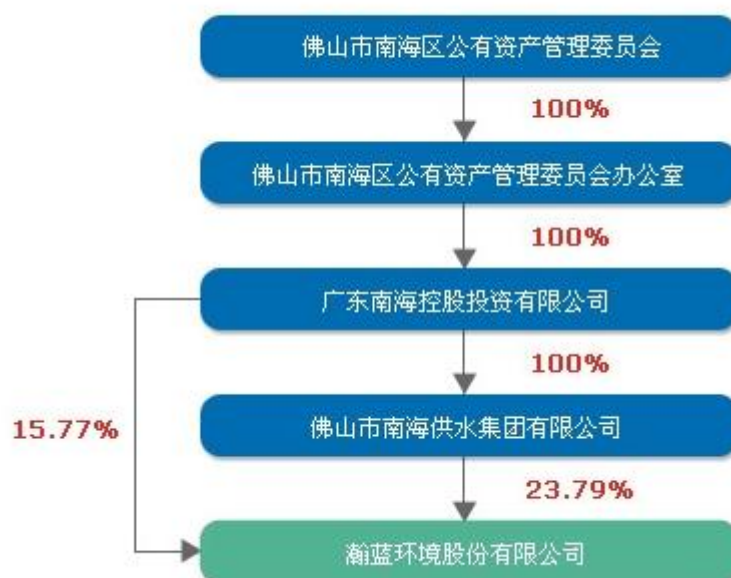 佛山市南海区公有资产管理委员会
100%
佛山市南海区公有资产管理委员会办公室
100%
广东南海控股投资有限公司
100%
15.77%
佛山市南海供水集团有限公司
23.79%
瀚蓝环境股份有限公司